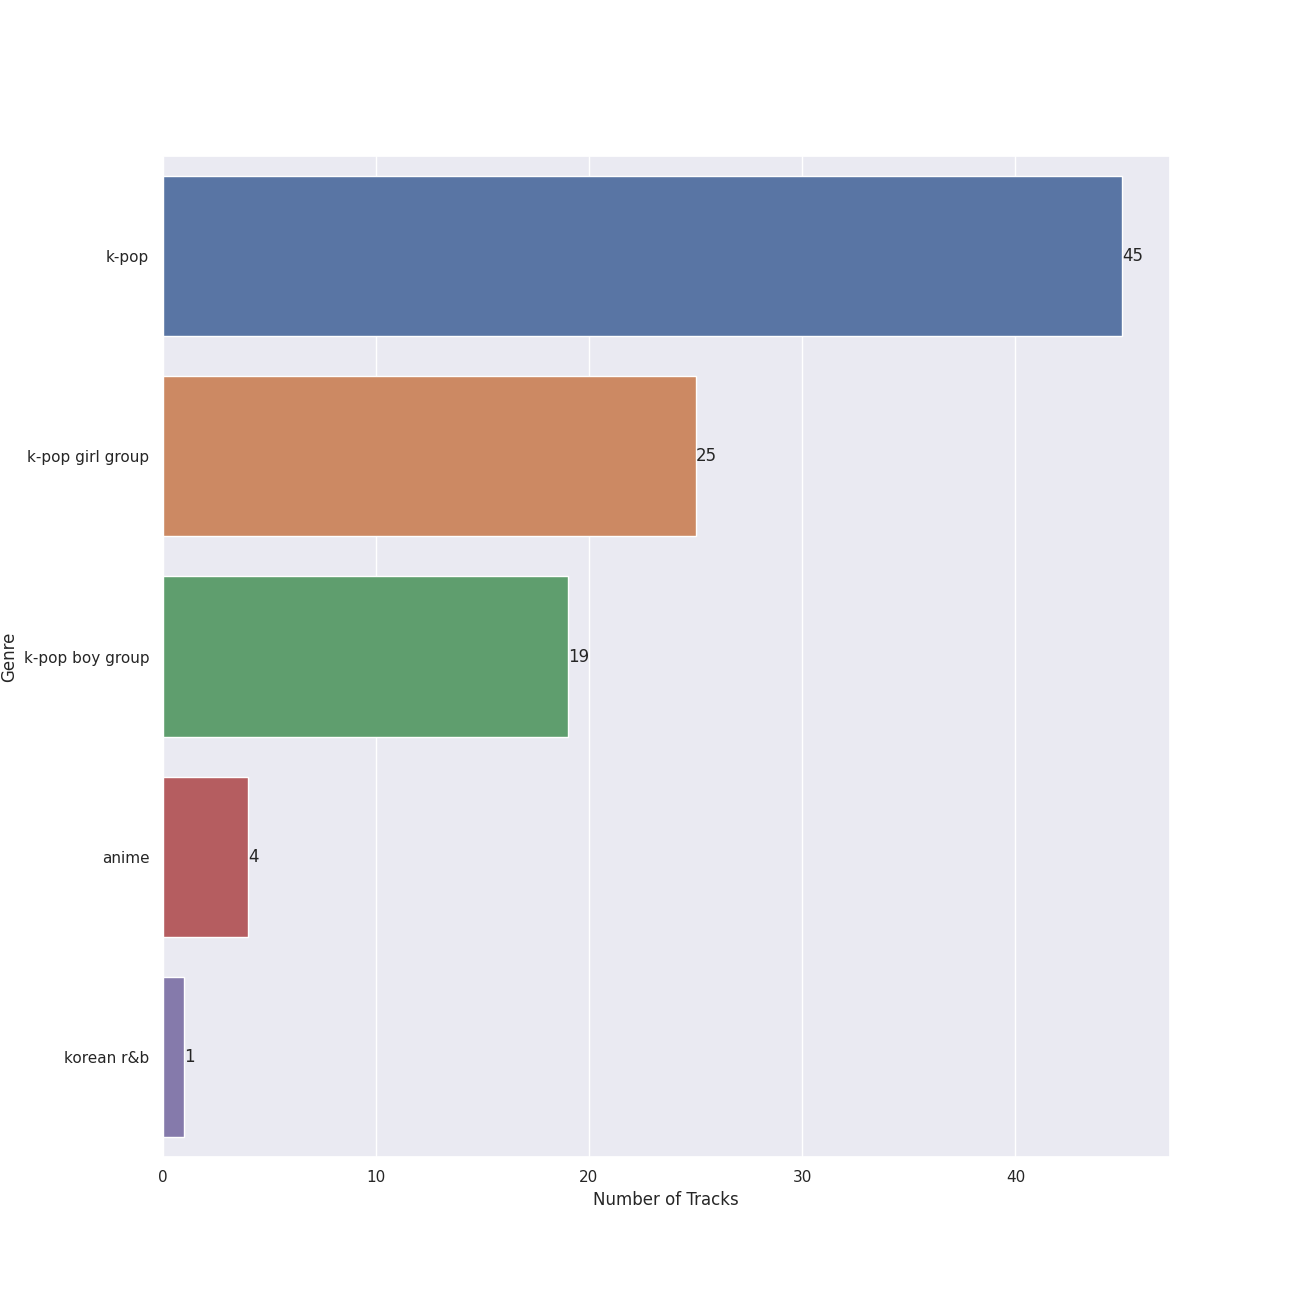 k-pop
45
k-pop girl group
25
k-pop boy group
19
anime
4
korean r&b
1
Genre
0 10 20 30 40
Number of Tracks